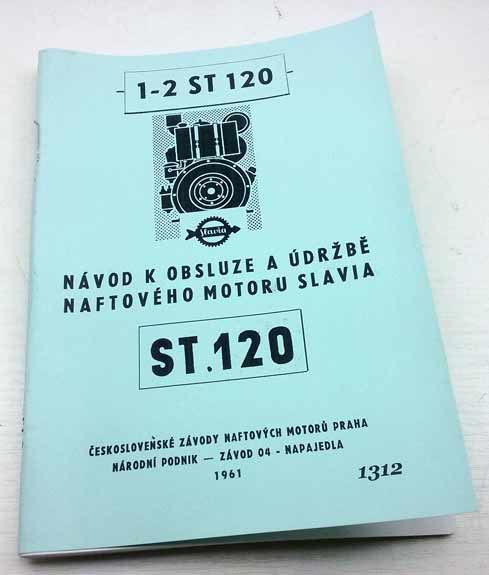 1-2 ST 120
Slavia
NÁVOD K OBSLUZE A ÚDRŽBĚ
NAFTOVÉHO MOTORU SLAVIA
ST.120
ČESKOSLOVENSKÉ ZÁVODY NAFTOVÝCH MOTORŮ PRAHA
NÁRODNÍ PODNIK — ZÁVOD 04 - NAPAJEDLA
1961
1312